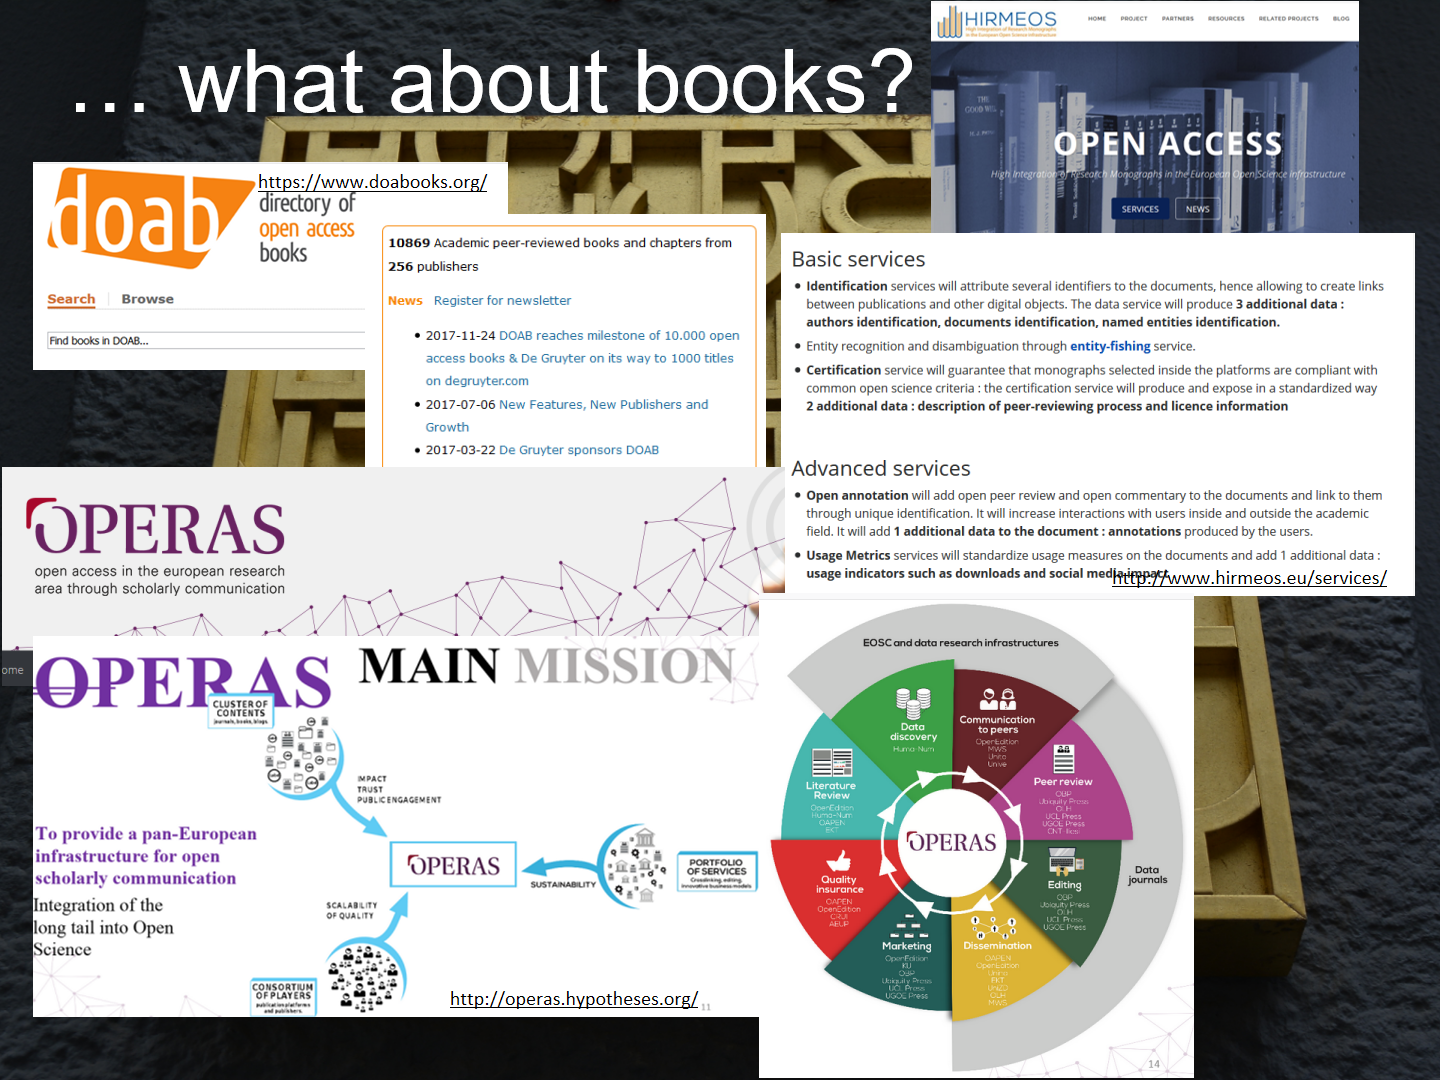 ... what about books?
HIRMEOS
High Integration of Research Monographs
in the European Open Science Infrastructure
HOME PROJECT PARTNERS RESOURCES RELATED PROJECTS BLOG
OPEN ACCESS
High Integration of Research Monographs in the European Open Science infrastructure
SERVICES NEWS
https://www.doabooks.org/
doab
directory of
open access
books
Search Browse
Find books in DOAB...
10869 Academic peer-reviewed books and chapters from
256 publishers
News Register for newsletter
• 2017-11-24 DOAB reaches milestone of 10.000 open
access books & De Gruyter on its way to 1000 titles
on degruyter.com
• 2017-07-06 New Features, New Publishers and
Growth
• 2017-03-22 De Gruyter sponsors DOAB
Basic services
• Identification services will attribute several identifiers to the documents, hence allowing to create links
between publications and other digital objects. The data service will produce 3 additional data :
authors identification, documents identification, named entities identification.
• Entity recognition and disambiguation through entity-fishing service.
• Certification service will guarantee that monographs selected inside the platforms are compliant with
common open science criteria : the certification service will produce and expose in a standardized way
2 additional data : description of peer-reviewing process and licence information
Advanced services
• Open annotation will add open peer review and open commentary to the documents and link to them
through unique identification. It will increase interactions with users inside and outside the academic
field. It will add 1 additional data to the document : annotations produced by the users.
• Usage Metrics services will standardize usage measures on the documents and add 1 additional data :
usage indicators such as downloads and social media impact.
http://www.hirmeos.eu/services/
OPERAS
open access in the european research
area through scholarly communication
ome
OPERAS
MAIN MISSION
CLUSTER OF
CONTENTS
journals, books, blogs
IMPACT
TRUST
PUBLIC ENGAGEMENT
To provide a pan-European
infrastructure for open
scholarly communication
Integration of the
long tail into Open
Science
OPERAS
SUSTAINABILITY
PORTFOLIO
OF SERVICES
Crosslinking, editing,
innovative business models
SCALABILITY
OF QUALITY
CONSORTIUM
OF PLAYERS
publication platforms
and publishers
http://operas.hypotheses.org/
11
EOSC and data research infrastructures
Data
discovery
Huma-Num
Communication
to peers
OpenEdition
MWS
Unito
Peer review
OBP
Ubiquity Press
OLH
UCL Press
UGOE Press
Literature
Review
OpenEdition
Huma-Num
OAPEN
EKT
OPERAS
Data
journals
Quality
insurance
OAPEN
OpenEdition
CRUI
Editing
OBP
Ubiquity Press
OLH
UCL Press
UGOE Press
Marketing
OpenEdition
KU
OBP
Ubiquity Press
UCL Press
UGOE Press
Dissemination
OAPEN
OpenEdition
Unito
EKT
OLH
MWS
14